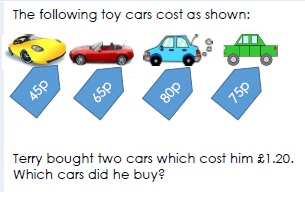 The following toy cars cost as shown:
45p 65p 80p 75p
Terry bought two cars which cost him £1.20.
Which cars did he buy?